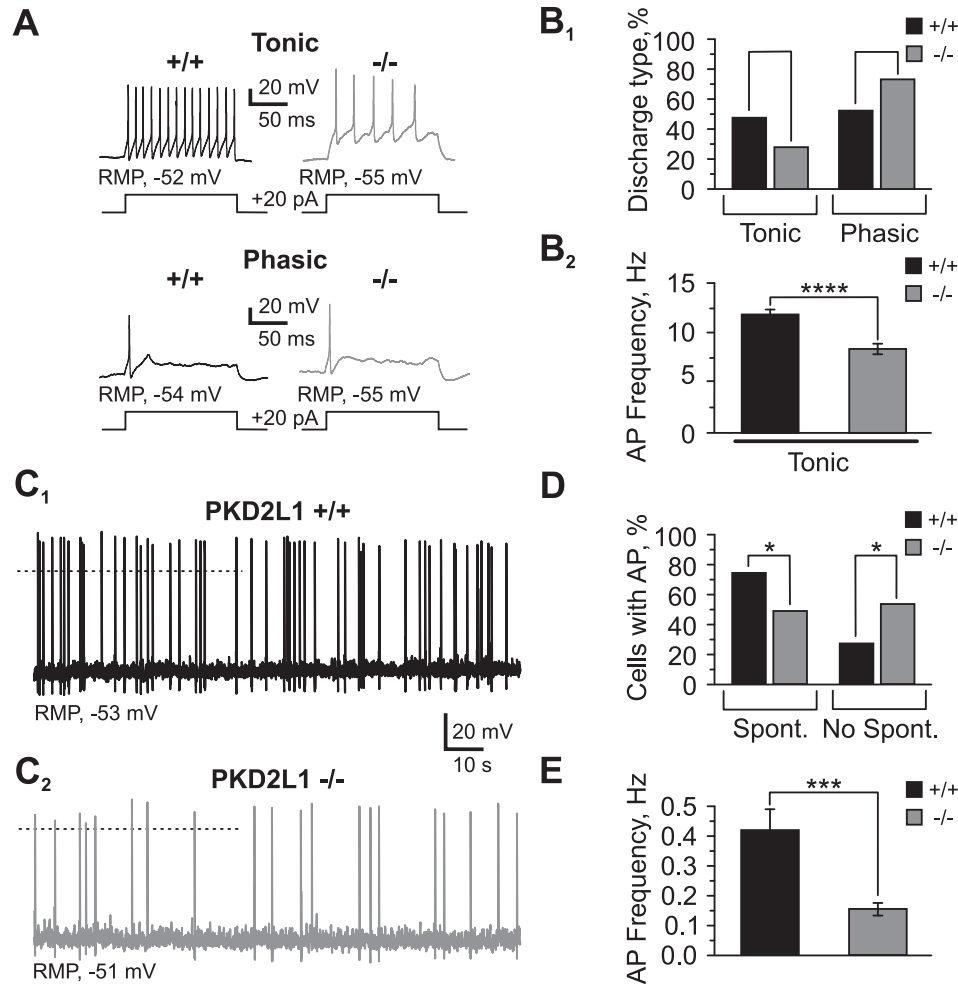 A
Tonic
+/+
-/-
20 mV
50 ms
RMP, -52 mV
RMP, -55 mV
+20 pA
Phasic
+/+
-/-
20 mV
50 ms
RMP, -54 mV
RMP, -55 mV
+20 pA
B1
Discharge type,%
100
80
60
40
20
0
Tonic
Phasic
+/+
-/-
B2
AP Frequency, Hz
15
10
5
0
****
Tonic
+/+
-/-
C1
PKD2L1 +/+
RMP, -53 mV
20 mV
10 s
C2
PKD2L1 -/-
RMP, -51 mV
D
Cells with AP, %
100
80
60
40
20
0
*
*
Spont.
No Spont.
+/+
-/-
E
AP Frequency, Hz
0.5
0.4
0.3
0.2
0.1
0.0
***
+/+
-/-